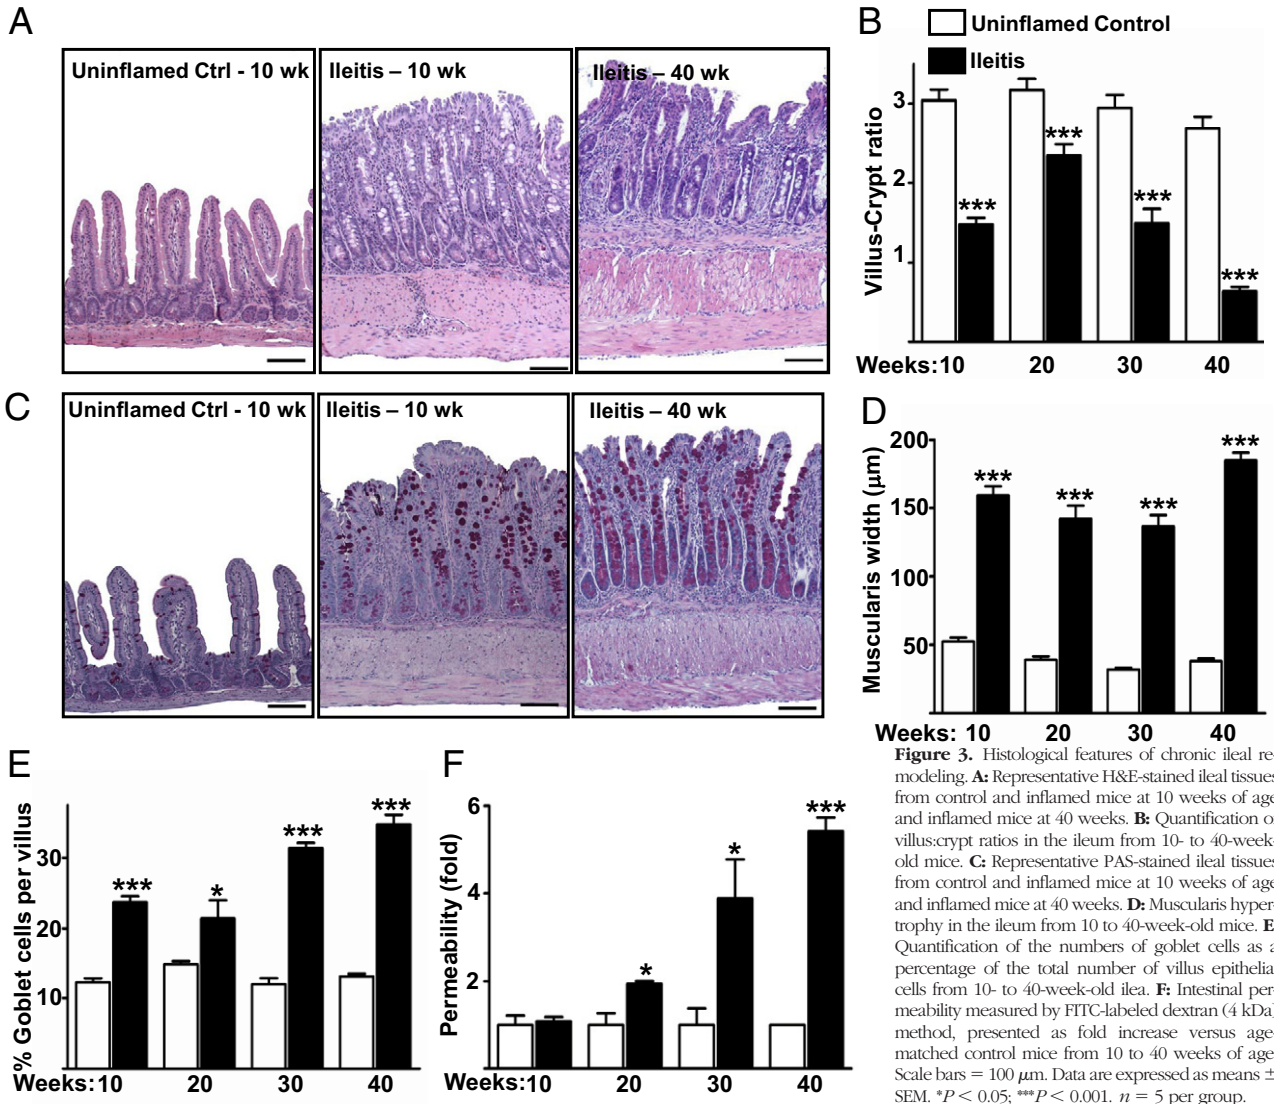 A
Uninflamed Ctrl - 10 wk
Ileitis – 10 wk
Ileitis – 40 wk
B
Uninflamed Control
Ileitis
Villus-Crypt ratio
3
2
1
***
***
***
***
Weeks:10 20 30 40
C
Uninflamed Ctrl - 10 wk
Ileitis – 10 wk
Ileitis – 40 wk
D
Muscularis width (µm)
200
150
100
50
***
***
***
***
Weeks: 10 20 30 40
E
% Goblet cells per villus
30
20
10
***
*
***
***
Weeks:10 20 30 40
F
Permeability (fold)
6
4
2
*
*
***
Weeks:10 20 30 40
Figure 3. Histological features of chronic ileal re-
modeling. A: Representative H&E-stained ileal tissues
from control and inflamed mice at 10 weeks of age
and inflamed mice at 40 weeks. B: Quantification o
villus:crypt ratios in the ileum from 10- to 40-week-
old mice. C: Representative PAS-stained ileal tissues
from control and inflamed mice at 10 weeks of age
and inflamed mice at 40 weeks. D: Muscularis hyper-
trophy in the ileum from 10 to 40-week-old mice. E
Quantification of the numbers of goblet cells as a
percentage of the total number of villus epithelia
cells from 10- to 40-week-old ilea. F: Intestinal per-
meability measured by FITC-labeled dextran (4 kDa)
method, presented as fold increase versus age-
matched control mice from 10 to 40 weeks of age
Scale bars = 100 µm. Data are expressed as means ±
SEM. *P < 0.05; ***P < 0.001. n = 5 per group.